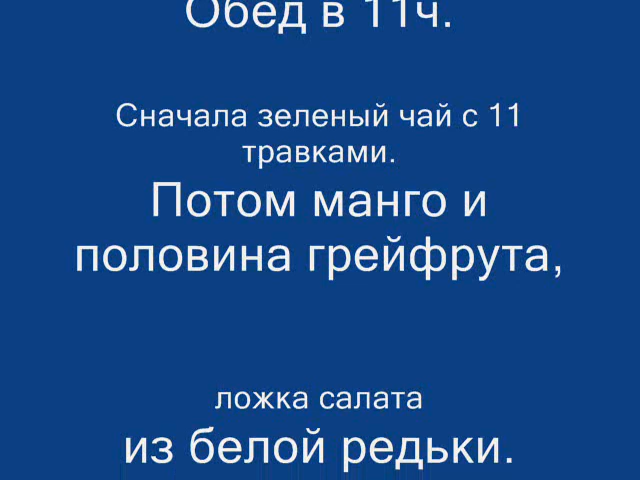 Обед в 11ч.
Сначала зеленый чай с 11
травками.
Потом манго и
половина грейфрута,
ложка салата
из белой редьки.